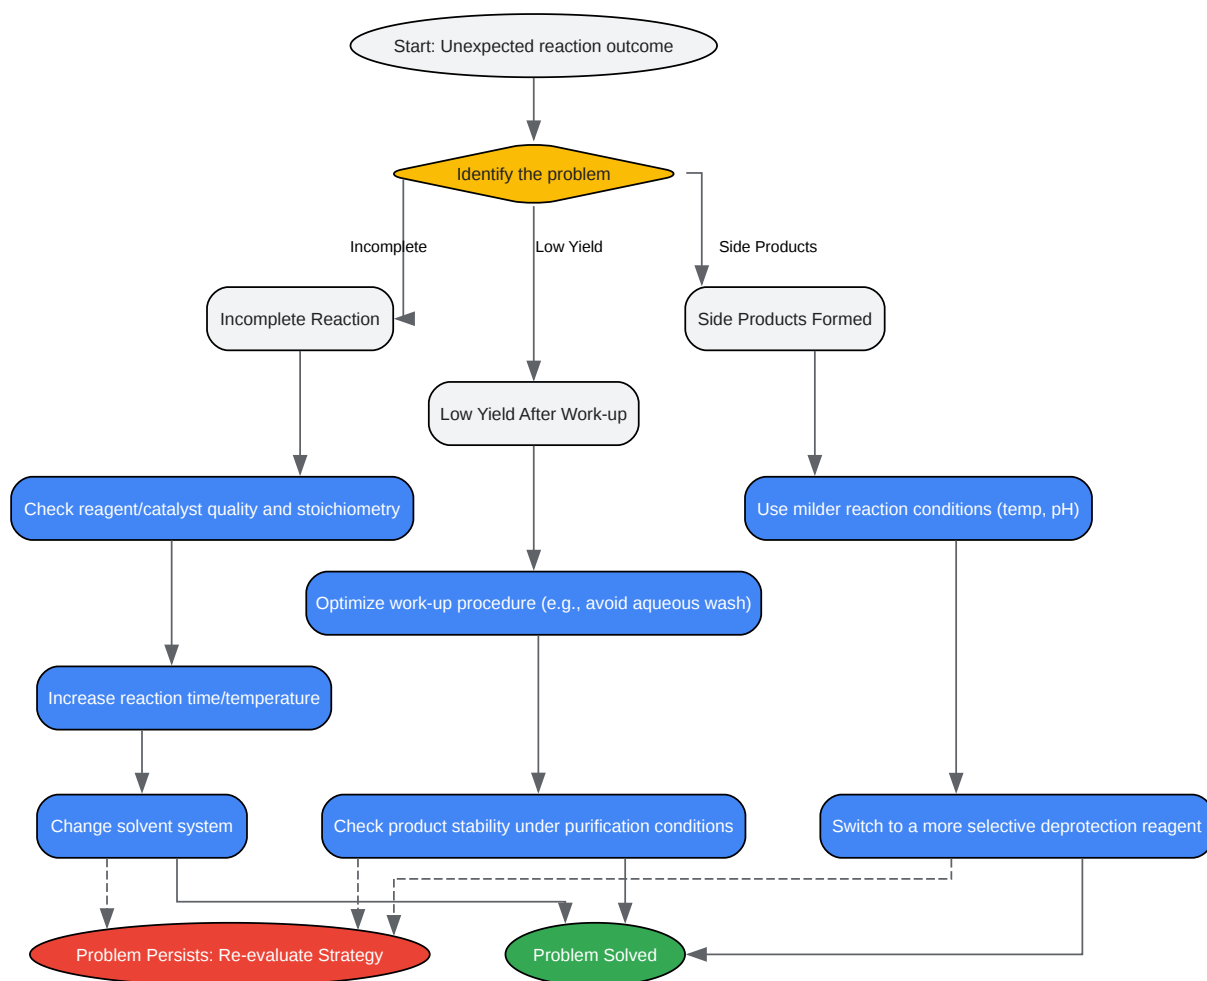 Start: Unexpected reaction outcome
Identify the problem
Incomplete
Low Yield
Side Products
Incomplete Reaction
Side Products Formed
Low Yield After Work-up
Check reagent/catalyst quality and stoichiometry
Use milder reaction conditions (temp, pH)
Optimize work-up procedure (e.g., avoid aqueous wash)
Increase reaction time/temperature
Change solvent system
Check product stability under purification conditions
Switch to a more selective deprotection reagent
Problem Persists: Re-evaluate Strategy
Problem Solved